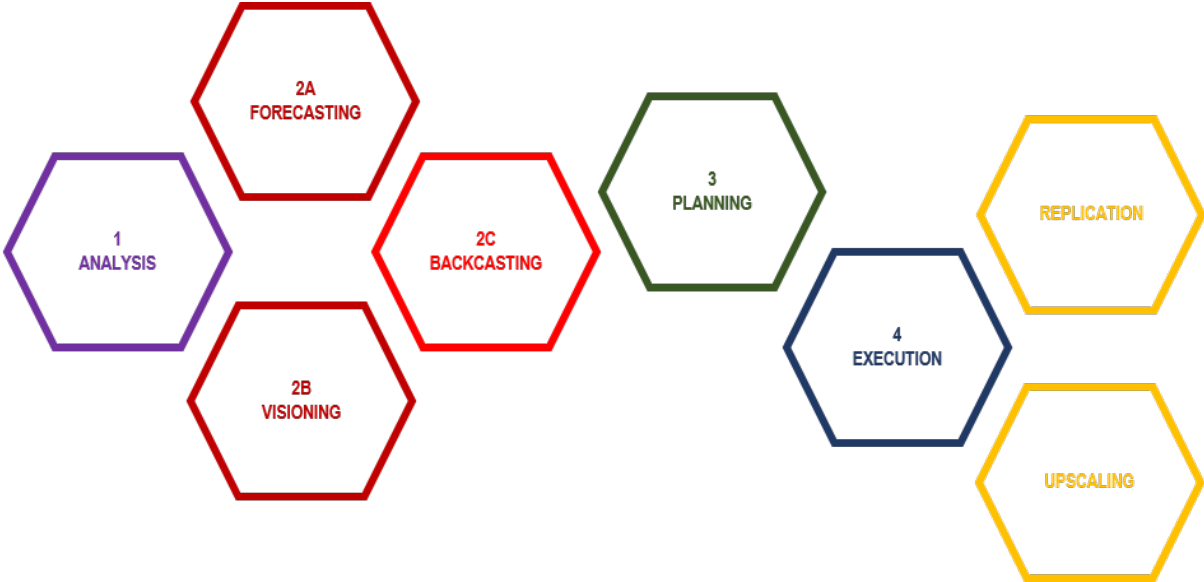 1
ANALYSIS
2A
FORECASTING
2B
VISIONING
2C
BACKCASTING
3
PLANNING
4
EXECUTION
REPLICATION
UPSCALING